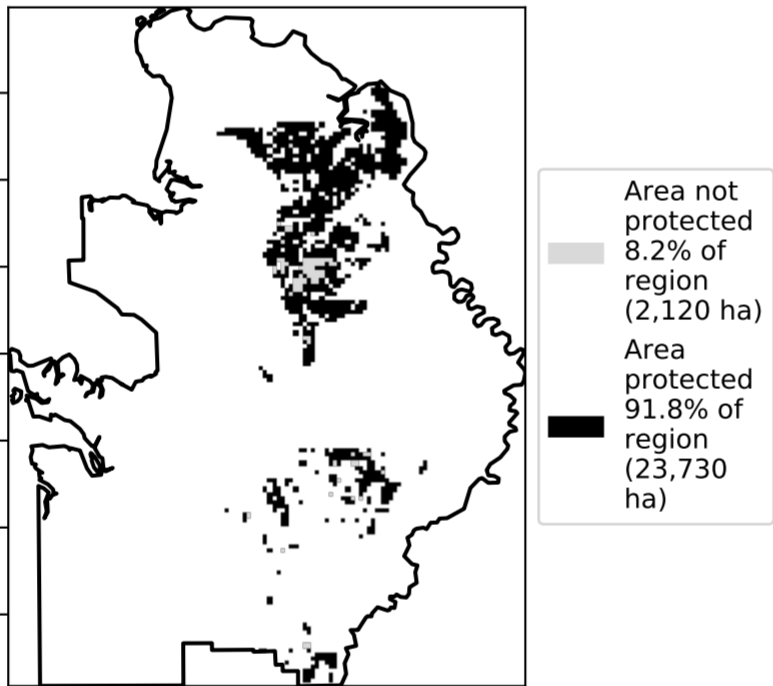 Area not
protected
8.2% of
region
(2,120 ha)
Area
protected
91.8% of
region
(23,730
ha)